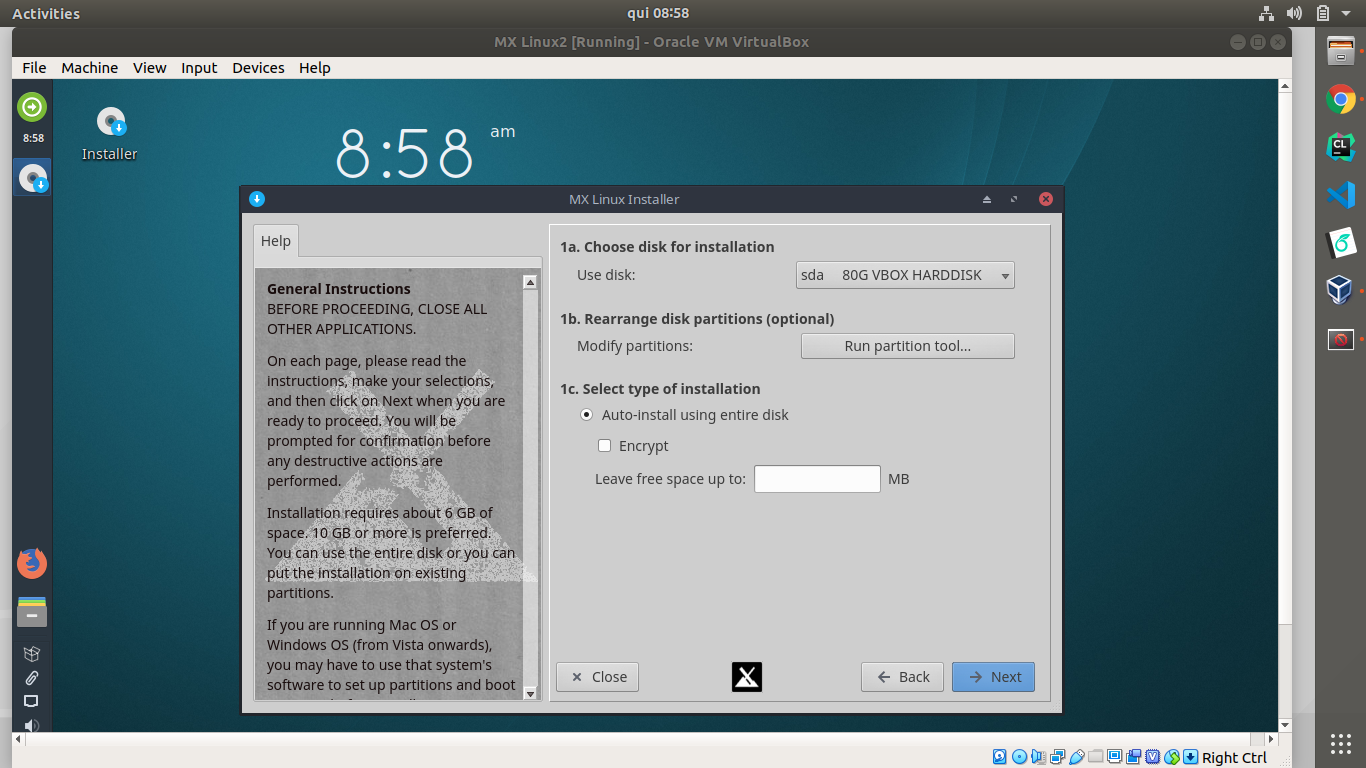 Activities
qui 08:58
MX Linux2 [Running] - Oracle VM VirtualBox
File Machine View Input Devices Help
8:58
Installer
8:58 am
MX Linux Installer
Help
General Instructions
BEFORE PROCEEDING, CLOSE ALL
OTHER APPLICATIONS.
On each page, please read the
instructions, make your selections,
and then click on Next when you are
ready to proceed. You will be
prompted for confirmation before
any destructive actions are
performed.
Installation requires about 6 GB of
space. 10 GB or more is preferred.
You can use the entire disk or you can
put the installation on existing
partitions.
If you are running Mac OS or
Windows OS (from Vista onwards),
you may have to use that system's
software to set up partitions and boot
1a. Choose disk for installation
Use disk:
sda 80G VBOX HARDDISK
1b. Rearrange disk partitions (optional)
Modify partitions:
Run partition tool...
1c. Select type of installation
Auto-install using entire disk
Encrypt
Leave free space up to:
MB
Close
Back
Next
CL
Right Ctrl